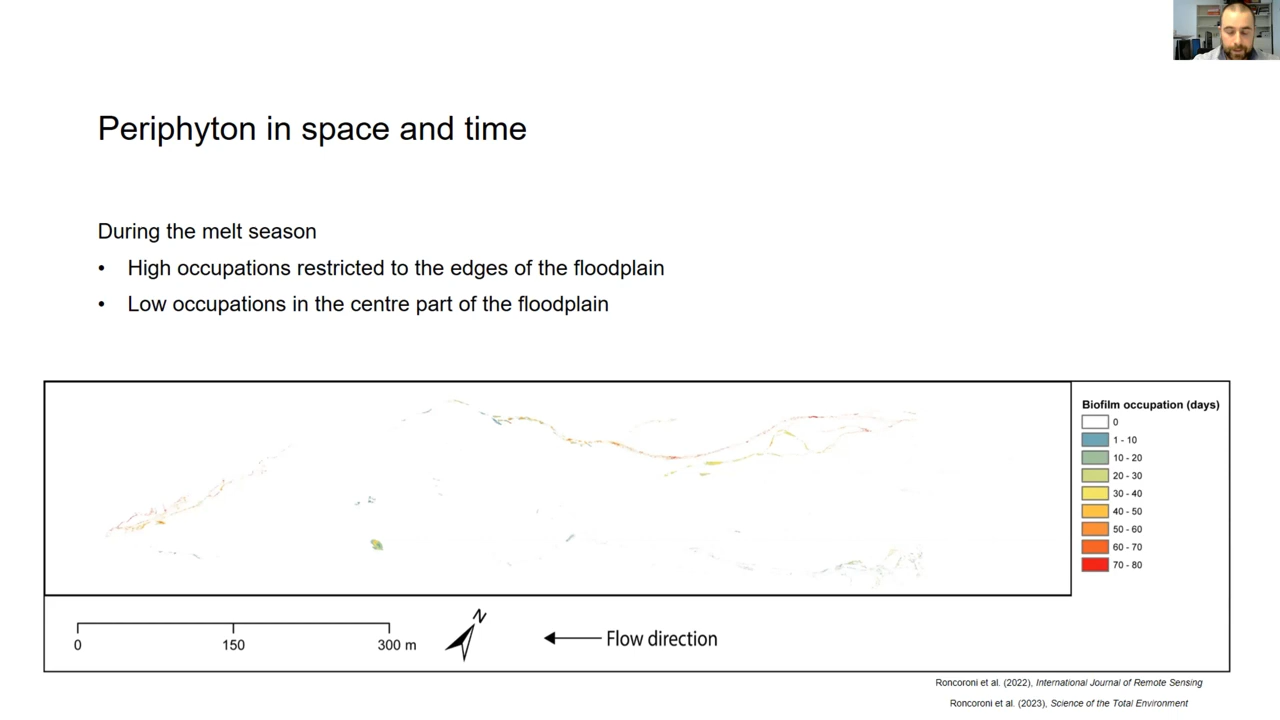 Periphyton in space and time
During the melt season
• High occupations restricted to the edges of the floodplain
• Low occupations in the centre part of the floodplain
Biofilm occupation (days)
0
1 - 10
10 - 20
20 - 30
30 - 40
40 - 50
50 - 60
60 - 70
70 - 80
N
Flow direction
0 150 300 m
Roncoroni et al. (2022), International Journal of Remote Sensing
Roncoroni et al. (2023), Science of the Total Environment